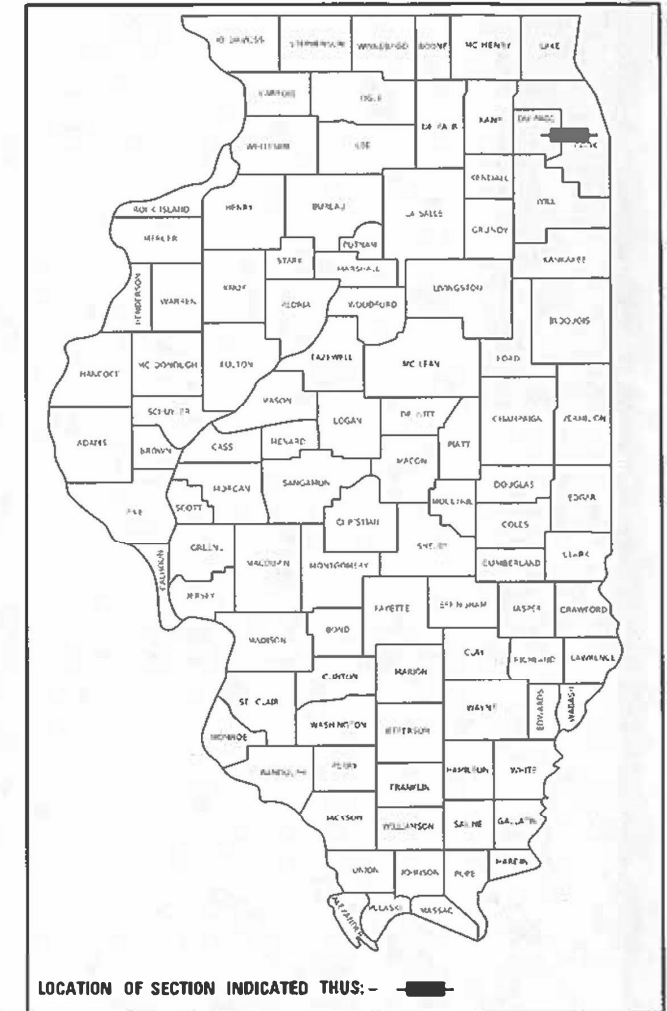 STEPHENSON WINNEBAGO BOONE MC HENRY LAKE
CARROLL OGLE
DE KALB KANE DU PAGE
COOK
WHITESIDE LEE
KENDALL
WILL
ROCK ISLAND HENRY BUREAU LA SALLE
GRUNDY
MERCER PUTNAM
STARK KANKAKEE
MARSHALL
HENDERSON WARREN KNOX PEORIA WOODFORD LIVINGSTON
IROQUOIS
HANCOCK MC DONOUGH FULTON TAZEWELL MC LEAN FORD
MASON
SCHUYLER LOGAN DE WITT CHAMPAIGN VERMILION
ADAMS BROWN CASS MENARD PIATT
MACON
MORGAN SANGAMON DOUGLAS
PIKE SCOTT MOULTRIE EDGAR
CHRISTIAN COLES
CALHOUN GREENE MACOUPIN MONTGOMERY SHELBY CUMBERLAND CLARK
JERSEY FAYETTE EFFINGHAM JASPER CRAWFORD
MADISON BOND
CLAY RICHLAND LAWRENCE
CLINTON MARION
ST. CLAIR WAYNE EDWARDS WABASH
WASHINGTON JEFFERSON
MONROE
RANDOLPH PERRY HAMILTON WHITE
FRANKLIN
JACKSON WILLIAMSON SALINE GALLATIN
UNION JOHNSON POPE HARDIN
ALEXANDER PULASKI MASSAC
LOCATION OF SECTION INDICATED THUS:-